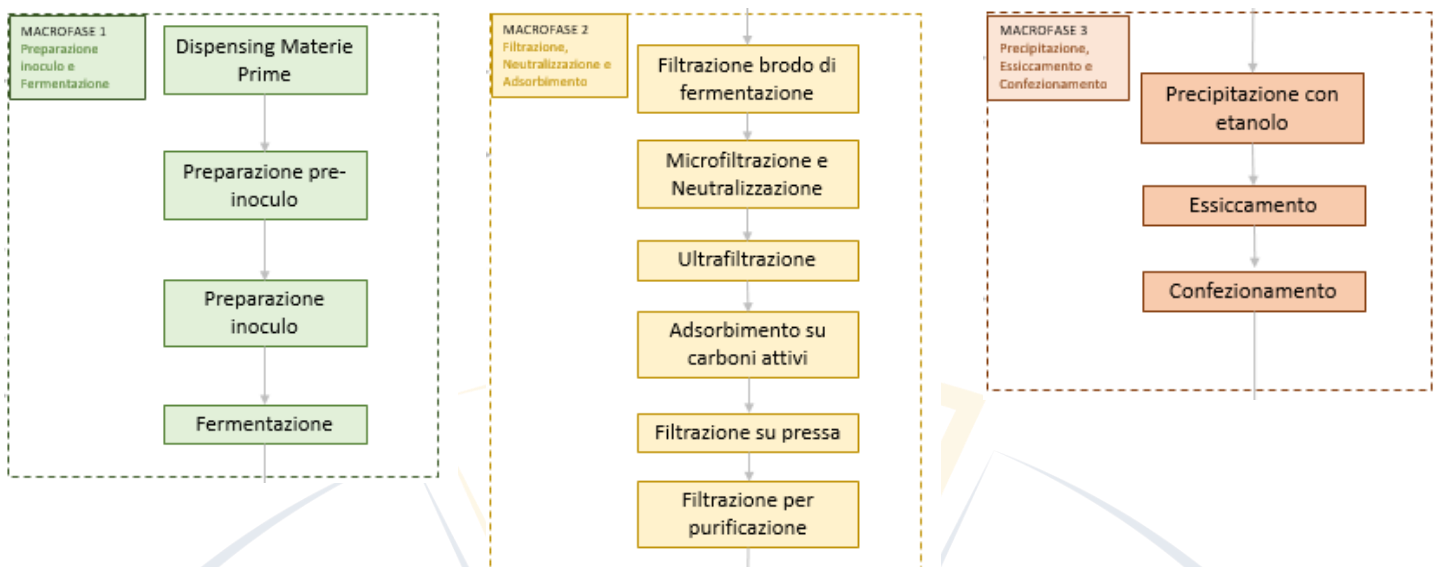 MACROFASE 1
Preparazione
inoculo e
Fermentazione
Dispensing Materie
Prime
Preparazione pre-
inoculo
Preparazione
inoculo
Fermentazione
MACROFASE 2
Filtrazione,
Neutralizzazione e
Adsorbimento
Filtrazione brodo di
fermentazione
Microfiltrazione e
Neutralizzazione
Ultrafiltrazione
Adsorbimento su
carboni attivi
Filtrazione su pressa
Filtrazione per
purificazione
MACROFASE 3
Precipitazione,
Essiccamento e
Confezionamento
Precipitazione con
etanolo
Essiccamento
Confezionamento